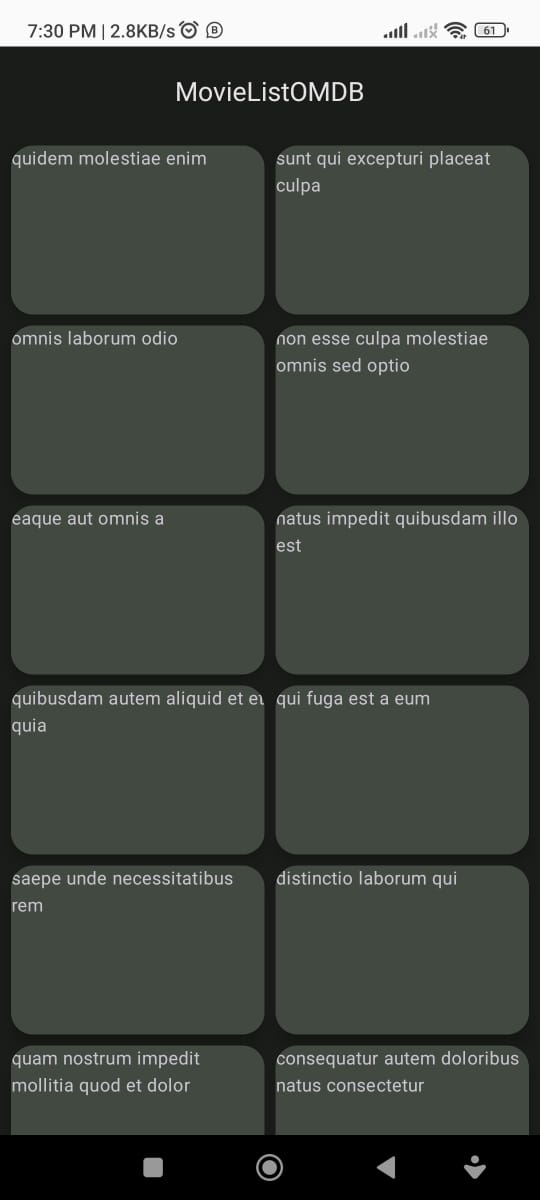 7:30 PM | 2.8KB/s
61
MovieListOMDB
quidem molestiae enim
sunt qui excepturi placeat
culpa
omnis laborum odio
non esse culpa molestiae
omnis sed optio
eaque aut omnis a
natus impedit quibusdam illo
est
quibusdam autem aliquid et et
quia
qui fuga est a eum
saepe unde necessitatibus
rem
distinctio laborum qui
quam nostrum impedit
mollitia quod et dolor
consequatur autem doloribus
natus consectetur